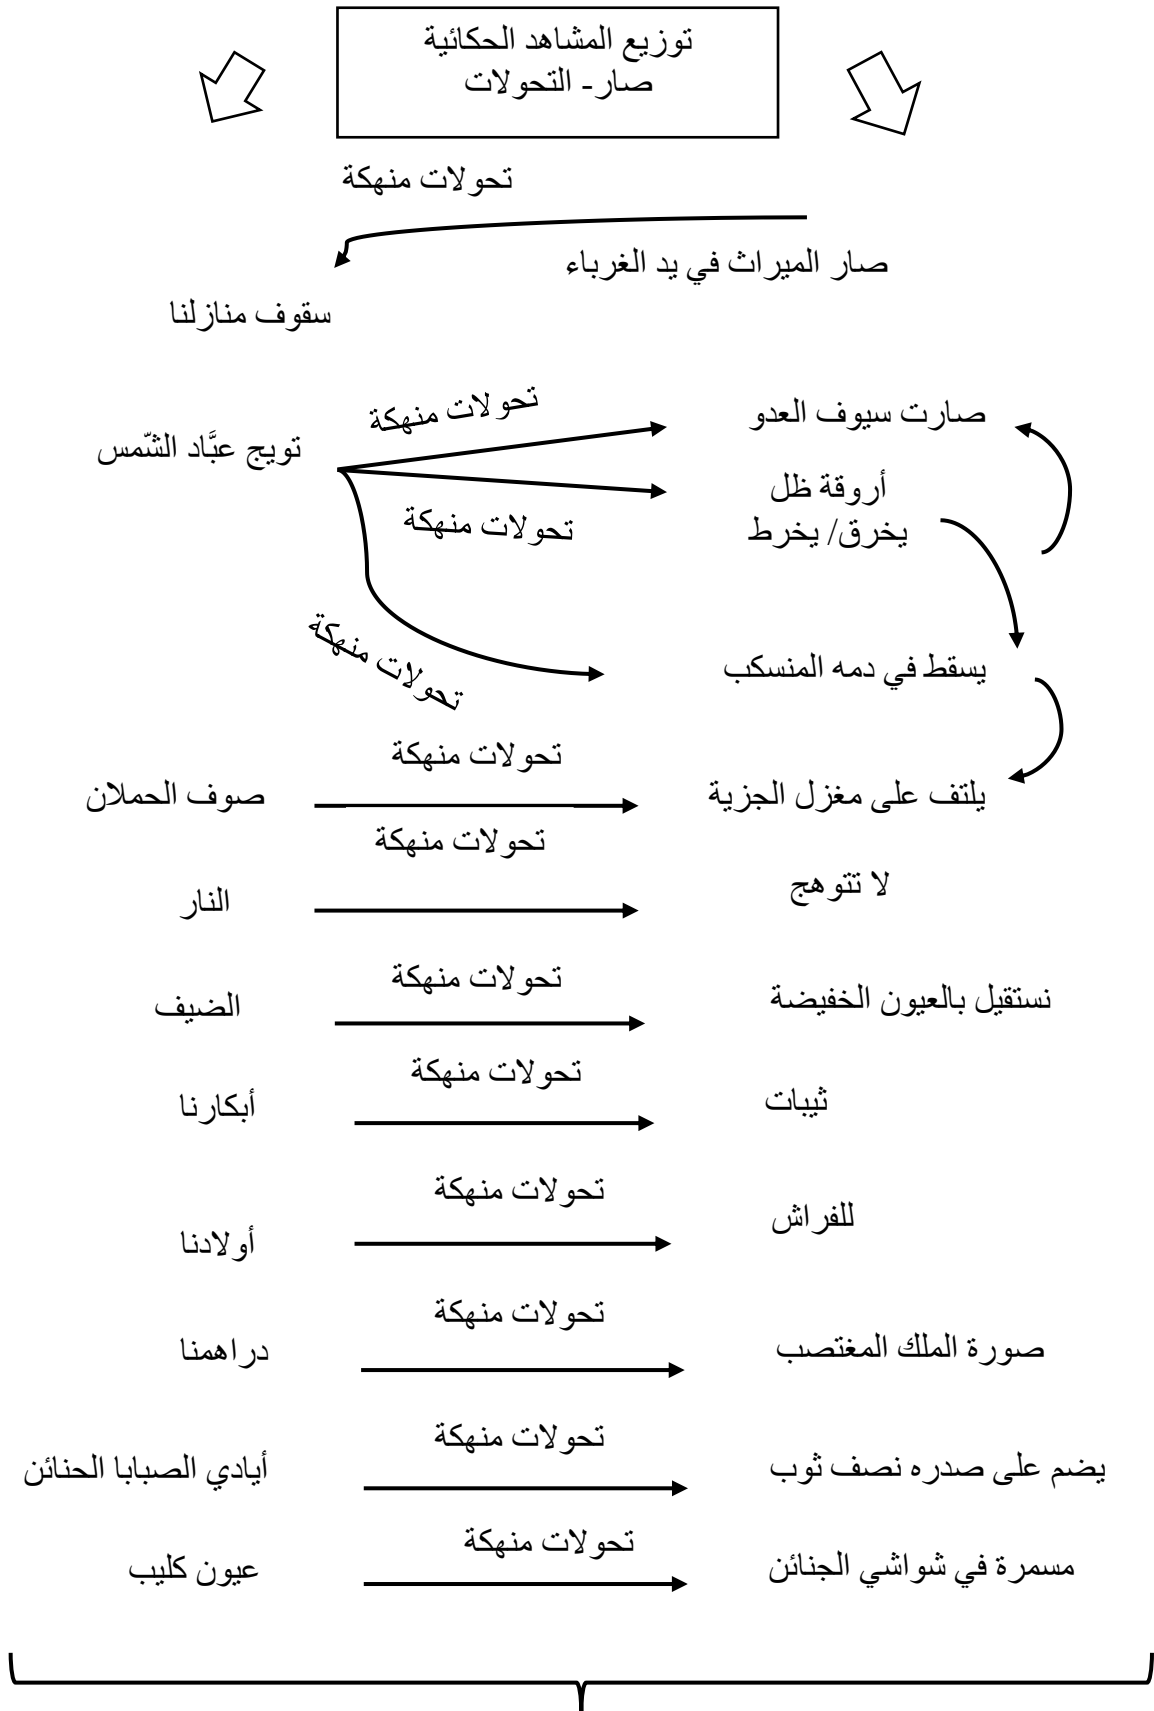 توزيع المشاهد الحكائية
صار- التحولات
تحولات منهكة
صار الميراث في يد الغرباء
سقوف منازلنا
تحولات منهكة
صارت سيوف العدو
تويج عبَّاد الشّمس
أروقة ظل
تحولات منهكة
يخرق/ يخرط
تحولات منهكة
يسقط في دمه المنسكب
تحولات منهكة
يلتف على مغزل الجزية
صوف الحملان
تحولات منهكة
لا تتوهج
النار
تحولات منهكة
نستقيل بالعيون الخفيضة
الضيف
تحولات منهكة
ثيبات
أبكارنا
تحولات منهكة
للفراش
أولادنا
تحولات منهكة
صورة الملك المغتصب
دراهمنا
تحولات منهكة
يضم على صدره نصف ثوب
أيادي الصبابا الحنائن
تحولات منهكة
مسمرة في شواشي الجنائن
عيون كليب